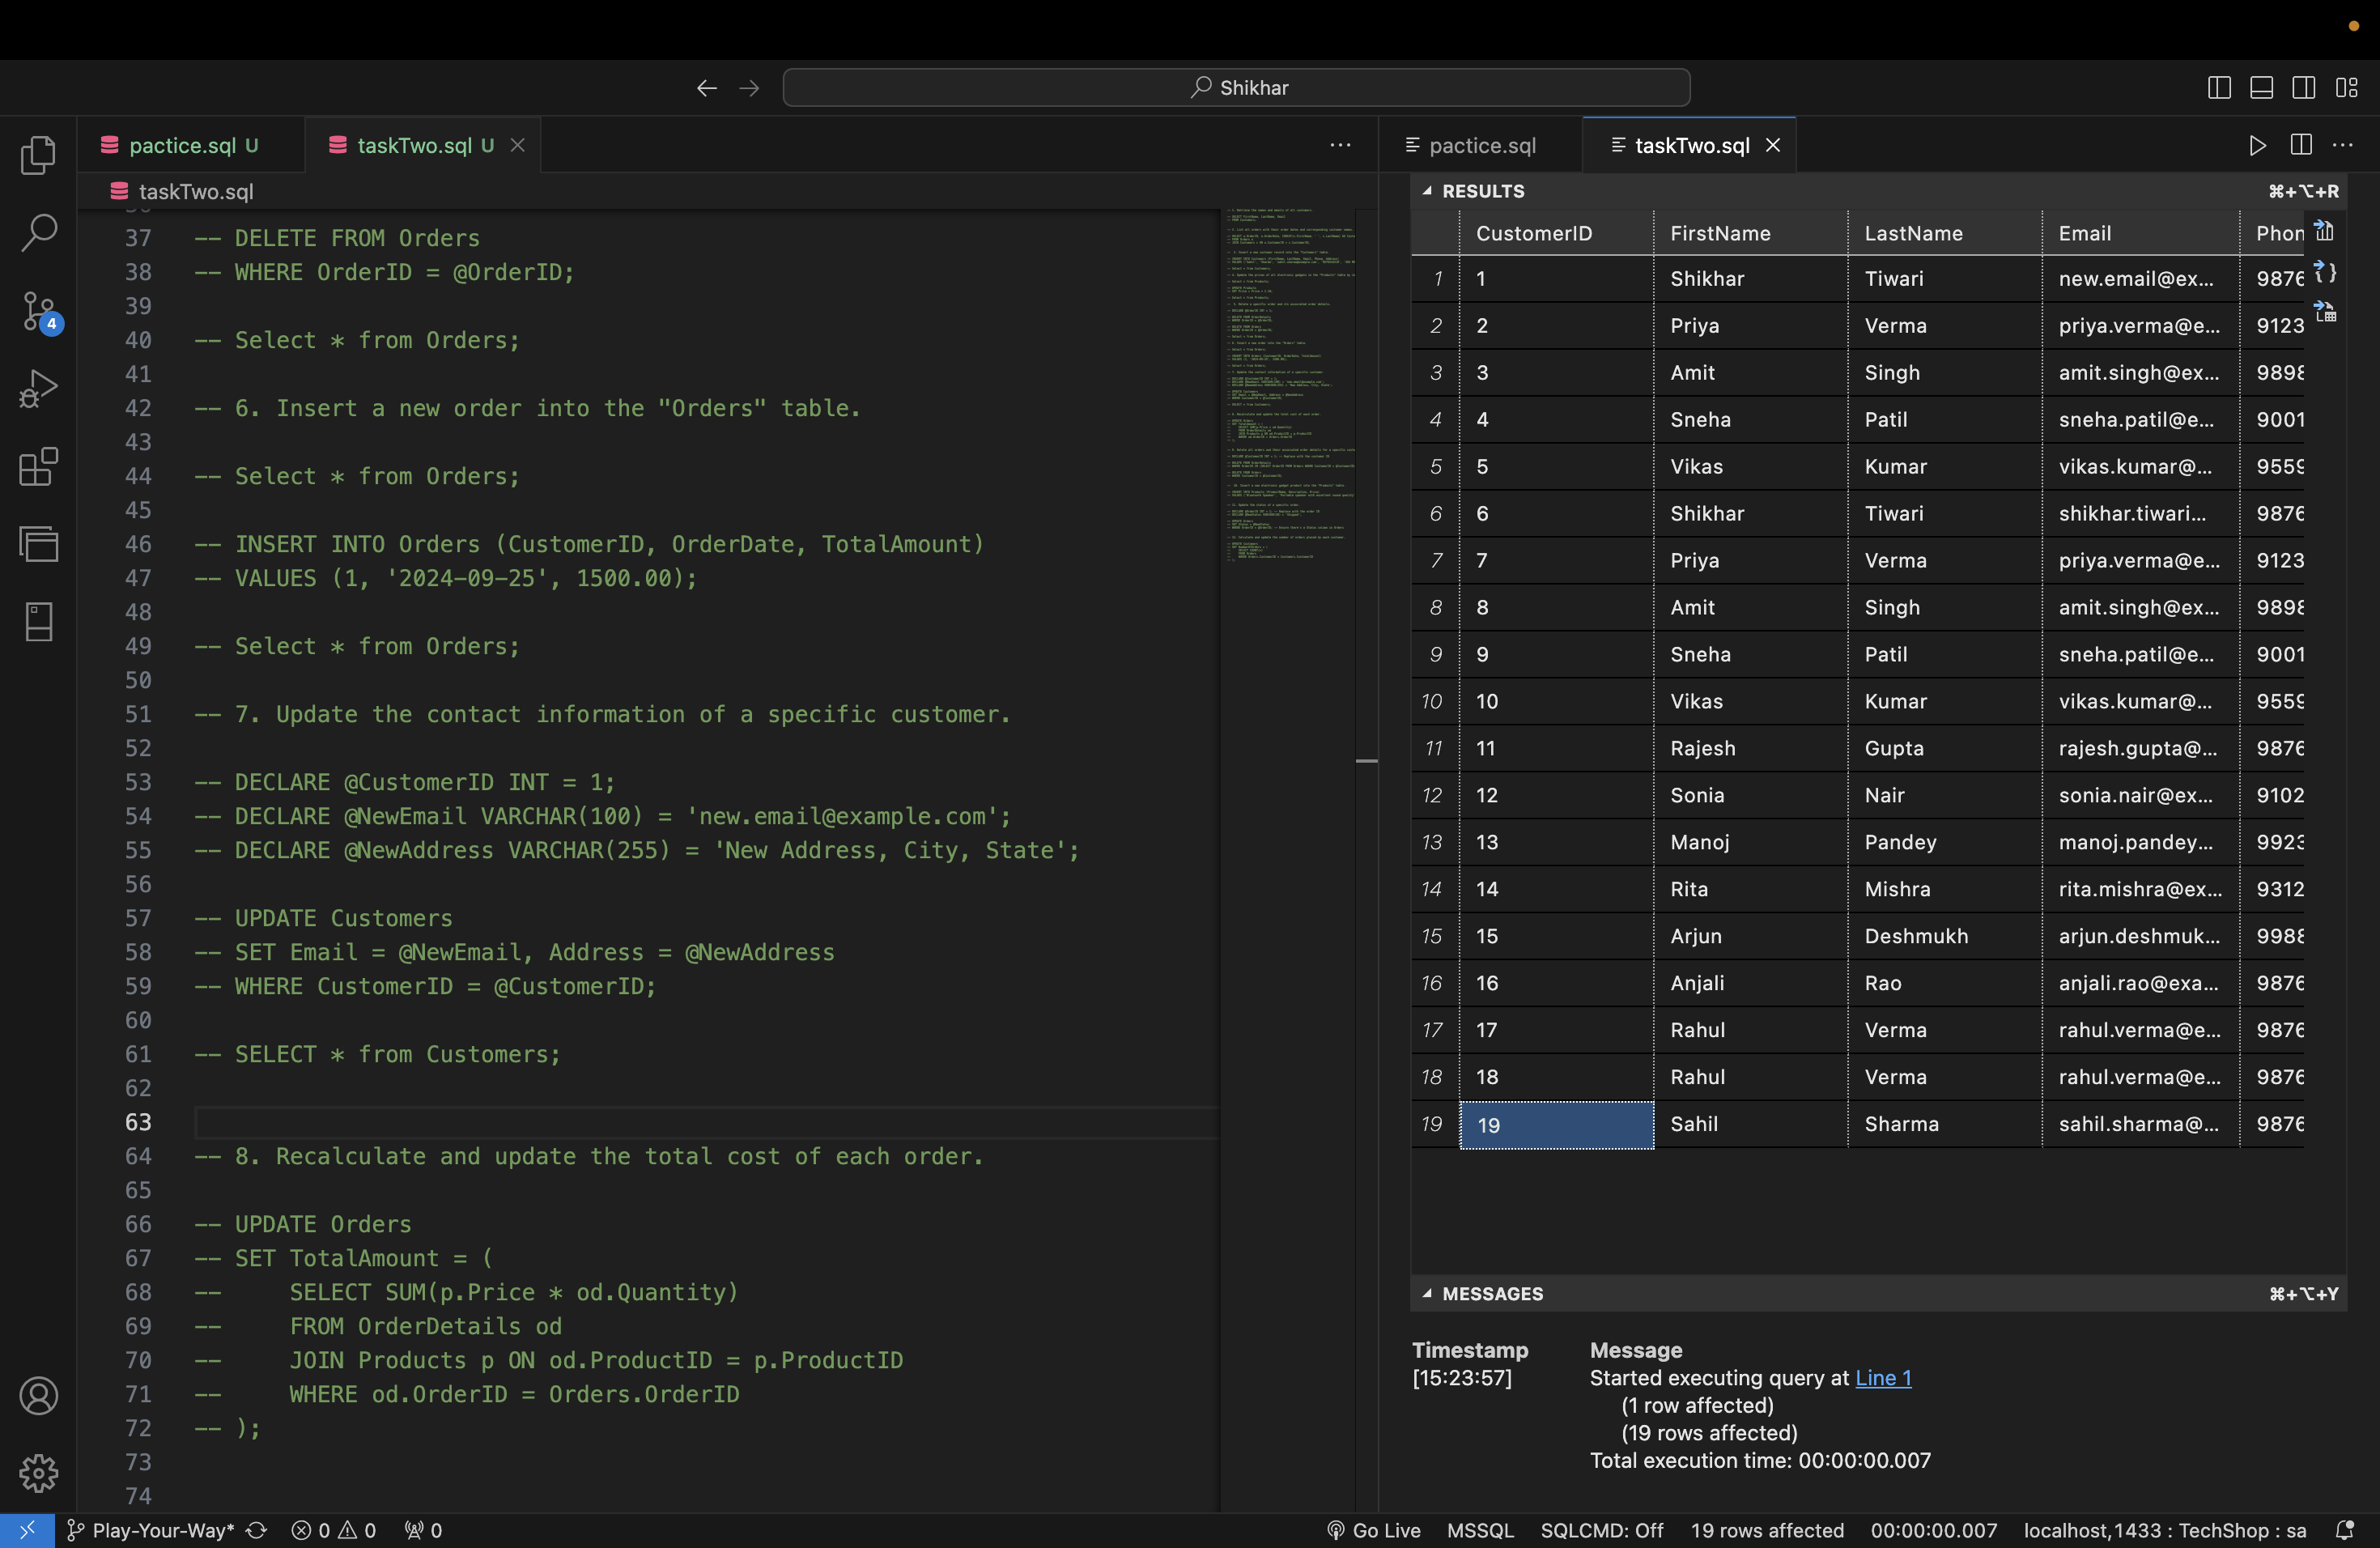 Shikhar
pactice.sql U
taskTwo.sql U
pactice.sql
taskTwo.sql
taskTwo.sql
37 -- DELETE FROM Orders
38 -- WHERE OrderID = @OrderID;
39
40 -- Select * from Orders;
41
42 -- 6. Insert a new order into the "Orders" table.
43
44 -- Select * from Orders;
45
46 -- INSERT INTO Orders (CustomerID, OrderDate, TotalAmount)
47 -- VALUES (1, '2024-09-25', 1500.00);
48
49 -- Select * from Orders;
50
51 -- 7. Update the contact information of a specific customer.
52
53 -- DECLARE @CustomerID INT = 1;
54 -- DECLARE @NewEmail VARCHAR(100) = 'new.email@example.com';
55 -- DECLARE @NewAddress VARCHAR(255) = 'New Address, City, State';
56
57 -- UPDATE Customers
58 -- SET Email = @NewEmail, Address = @NewAddress
59 -- WHERE CustomerID = @CustomerID;
60
61 -- SELECT * from Customers;
62
63
64 -- 8. Recalculate and update the total cost of each order.
65
66 -- UPDATE Orders
67 -- SET TotalAmount = (
68 --     SELECT SUM(p.Price * od.Quantity)
69 --     FROM OrderDetails od
70 --     JOIN Products p ON od.ProductID = p.ProductID
71 --     WHERE od.OrderID = Orders.OrderID
72 -- );
73
74
RESULTS ⌘+⌥+R
CustomerID FirstName LastName Email Phon
1 1 Shikhar Tiwari new.email@ex... 9876
2 2 Priya Verma priya.verma@e... 9123
3 3 Amit Singh amit.singh@ex... 9898
4 4 Sneha Patil sneha.patil@e... 9001
5 5 Vikas Kumar vikas.kumar@... 9559
6 6 Shikhar Tiwari shikhar.tiwari... 9876
7 7 Priya Verma priya.verma@e... 9123
8 8 Amit Singh amit.singh@ex... 9898
9 9 Sneha Patil sneha.patil@e... 9001
10 10 Vikas Kumar vikas.kumar@... 9559
11 11 Rajesh Gupta rajesh.gupta@... 9876
12 12 Sonia Nair sonia.nair@ex... 9102
13 13 Manoj Pandey manoj.pandey... 9923
14 14 Rita Mishra rita.mishra@ex... 9312
15 15 Arjun Deshmukh arjun.deshmuk... 9988
16 16 Anjali Rao anjali.rao@exa... 9876
17 17 Rahul Verma rahul.verma@e... 9876
18 18 Rahul Verma rahul.verma@e... 9876
19 19 Sahil Sharma sahil.sharma@... 9876
MESSAGES ⌘+⌥+Y
Timestamp Message
[15:23:57] Started executing query at Line 1
(1 row affected)
(19 rows affected)
Total execution time: 00:00:00.007
4
Play-Your-Way* 0 0 0 Go Live MSSQL SQLCMD: Off 19 rows affected 00:00:00.007 localhost,1433 : TechShop : sa